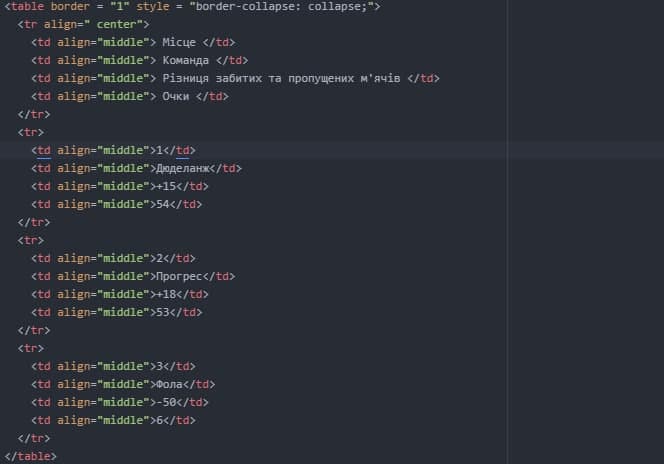 <table border = "1" style = "border-collapse: collapse;">
<tr align=" center">
<td align="middle"> Місце </td>
<td align="middle"> Команда </td>
<td align="middle"> Різниця забитих та пропущених м'ячів </td>
<td align="middle"> Очки </td>
</tr>
<tr>
<td align="middle">1</td>
<td align="middle">Дюделанж</td>
<td align="middle">+15</td>
<td align="middle">54</td>
</tr>
<tr>
<td align="middle">2</td>
<td align="middle">Прогрес</td>
<td align="middle">+18</td>
<td align="middle">53</td>
</tr>
<tr>
<td align="middle">3</td>
<td align="middle">Фола</td>
<td align="middle">-50</td>
<td align="middle">6</td>
</tr>
</table>